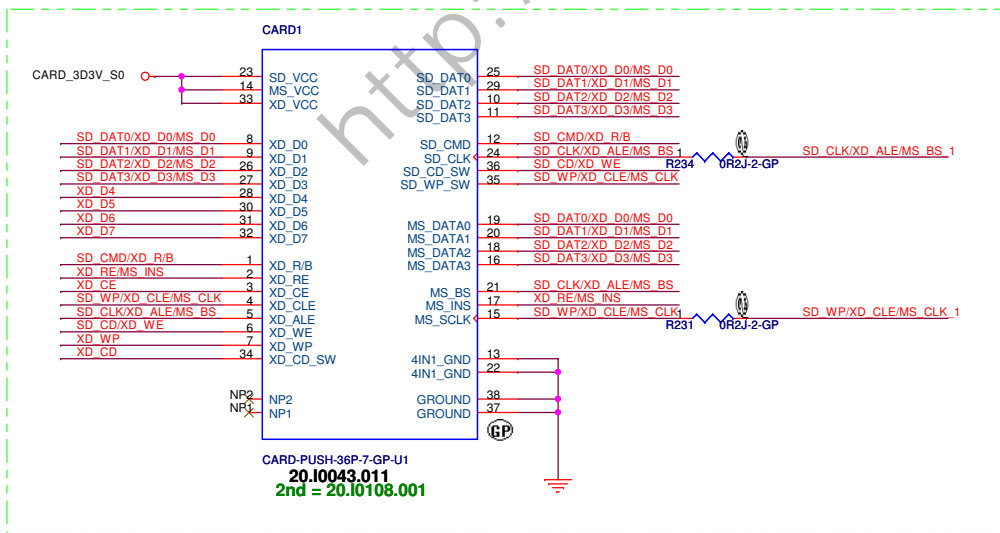 http:/
CARD1
CARD_3D3V_S0
23 SD_VCC
14 MS_VCC
33 XD_VCC
SD_DAT0/XD_D0/MS_D0 8 XD_D0
SD_DAT1/XD_D1/MS_D1 9 XD_D1
SD_DAT2/XD_D2/MS_D2 26 XD_D2
SD_DAT3/XD_D3/MS_D3 27 XD_D3
XD_D4 28 XD_D4
XD_D5 30 XD_D5
XD_D6 31 XD_D6
XD_D7 32 XD_D7
SD_CMD/XD_R/B 1 XD_R/B
XD_RE/MS_INS 2 XD_RE
XD_CE 3 XD_CE
SD_WP/XD_CLE/MS_CLK 4 XD_CLE
SD_CLK/XD_ALE/MS_BS 5 XD_ALE
SD_CD/XD_WE 6 XD_WE
XD_WP 7 XD_WP
XD_CD 34 XD_CD_SW
NP2 NP2
NP1 NP1
SD_DAT0 25 SD_DAT0/XD_D0/MS_D0
SD_DAT1 29 SD_DAT1/XD_D1/MS_D1
SD_DAT2 10 SD_DAT2/XD_D2/MS_D2
SD_DAT3 11 SD_DAT3/XD_D3/MS_D3
SD_CMD 12 SD_CMD/XD_R/B
SD_CLK 24 SD_CLK/XD_ALE/MS_BS 1 SD_CLK/XD_ALE/MS_BS_1
R234 0R2J-2-GP
SD_CD_SW 36 SD_CD/XD_WE
SD_WP_SW 35 SD_WP/XD_CLE/MS_CLK
MS_DATA0 19 SD_DAT0/XD_D0/MS_D0
MS_DATA1 20 SD_DAT1/XD_D1/MS_D1
MS_DATA2 18 SD_DAT2/XD_D2/MS_D2
MS_DATA3 16 SD_DAT3/XD_D3/MS_D3
MS_BS 21 SD_CLK/XD_ALE/MS_BS
MS_INS 17 XD_RE/MS_INS
MS_SCLK 15 SD_WP/XD_CLE/MS_CLK 1 SD_WP/XD_CLE/MS_CLK_1
R231 0R2J-2-GP
4IN1_GND 13
4IN1_GND 22
GROUND 38
GROUND 37
GP
CARD-PUSH-36P-7-GP-U1
20.I0043.011
2nd = 20.I0108.001